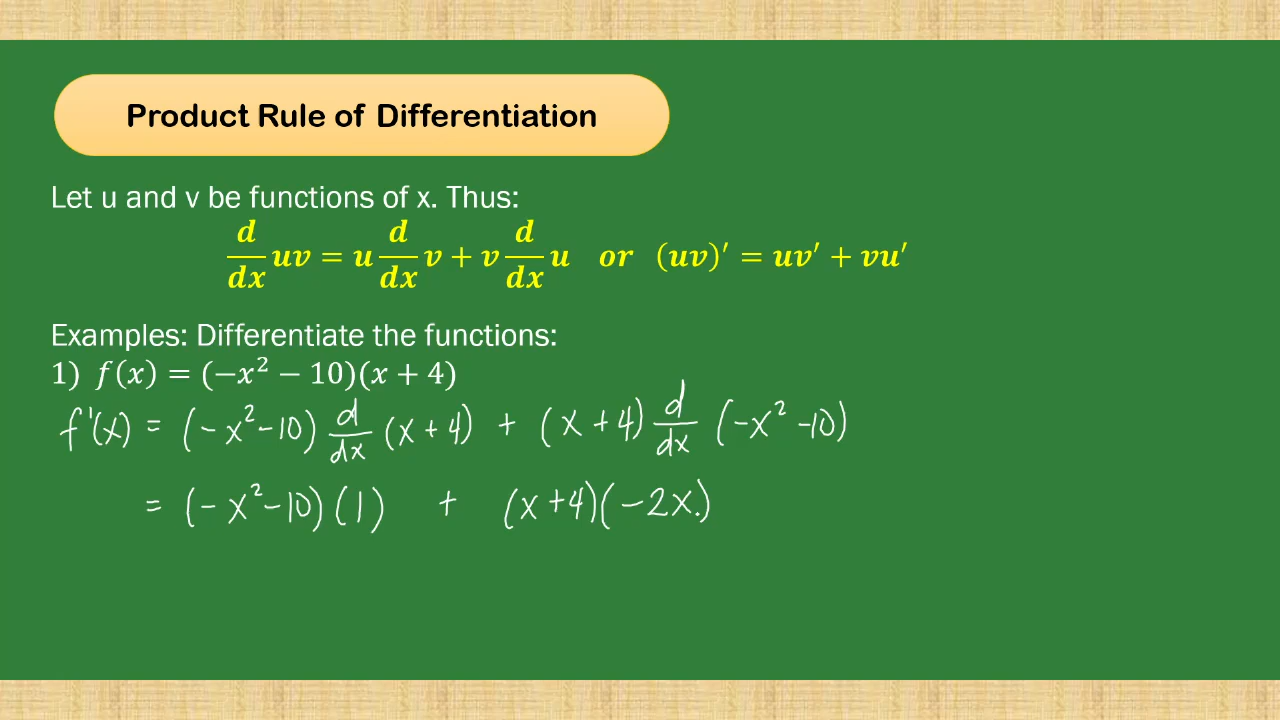 Product Rule of Differentiation
Let u and v be functions of x. Thus:
d/dx uv = u d/dx v + v d/dx u or (uv)′ = uv′ + vu′
Examples: Differentiate the functions:
1) f(x) = (−x² − 10)(x + 4)
f'(x) = (−x² −10) d/dx (x + 4) + (x + 4) d/dx (−x² −10)
= (−x² −10)(1) + (x + 4)(−2x)